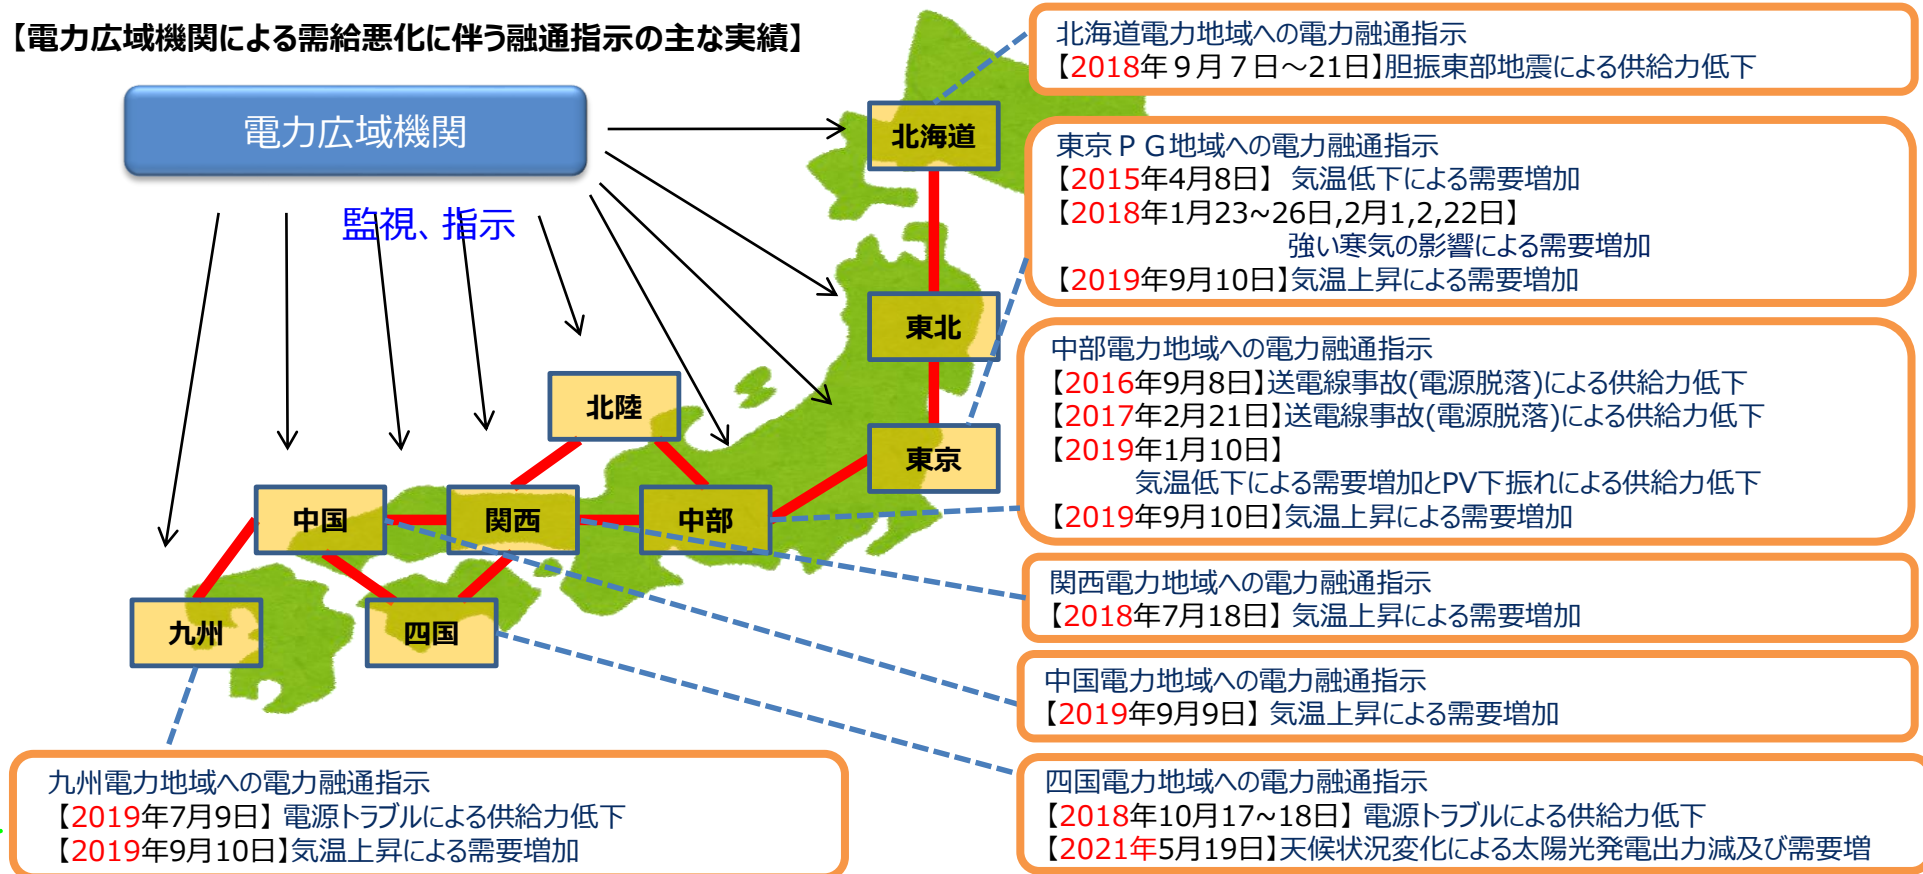 【電力広域機関による需給悪化に伴う融通指示の主な実績】
電力広域機関
監視、指示
北海道
東北
東京
北陸
中部
関西
中国
四国
九州
北海道電力地域への電力融通指示
【2018年９月７日～21日】胆振東部地震による供給力低下
東京ＰＧ地域への電力融通指示
【2015年4月8日】 気温低下による需要増加
【2018年1月23~26日,2月1,2,22日】
強い寒気の影響による需要増加
【2019年9月10日】気温上昇による需要増加
中部電力地域への電力融通指示
【2016年9月8日】送電線事故(電源脱落)による供給力低下
【2017年2月21日】送電線事故(電源脱落)による供給力低下
【2019年1月10日】
気温低下による需要増加とPV下振れによる供給力低下
【2019年9月10日】気温上昇による需要増加
関西電力地域への電力融通指示
【2018年7月18日】 気温上昇による需要増加
中国電力地域への電力融通指示
【2019年9月9日】 気温上昇による需要増加
四国電力地域への電力融通指示
【2018年10月17~18日】 電源トラブルによる供給力低下
【2021年5月19日】天候状況変化による太陽光発電出力減及び需要増
九州電力地域への電力融通指示
【2019年7月9日】 電源トラブルによる供給力低下
【2019年9月10日】気温上昇による需要増加